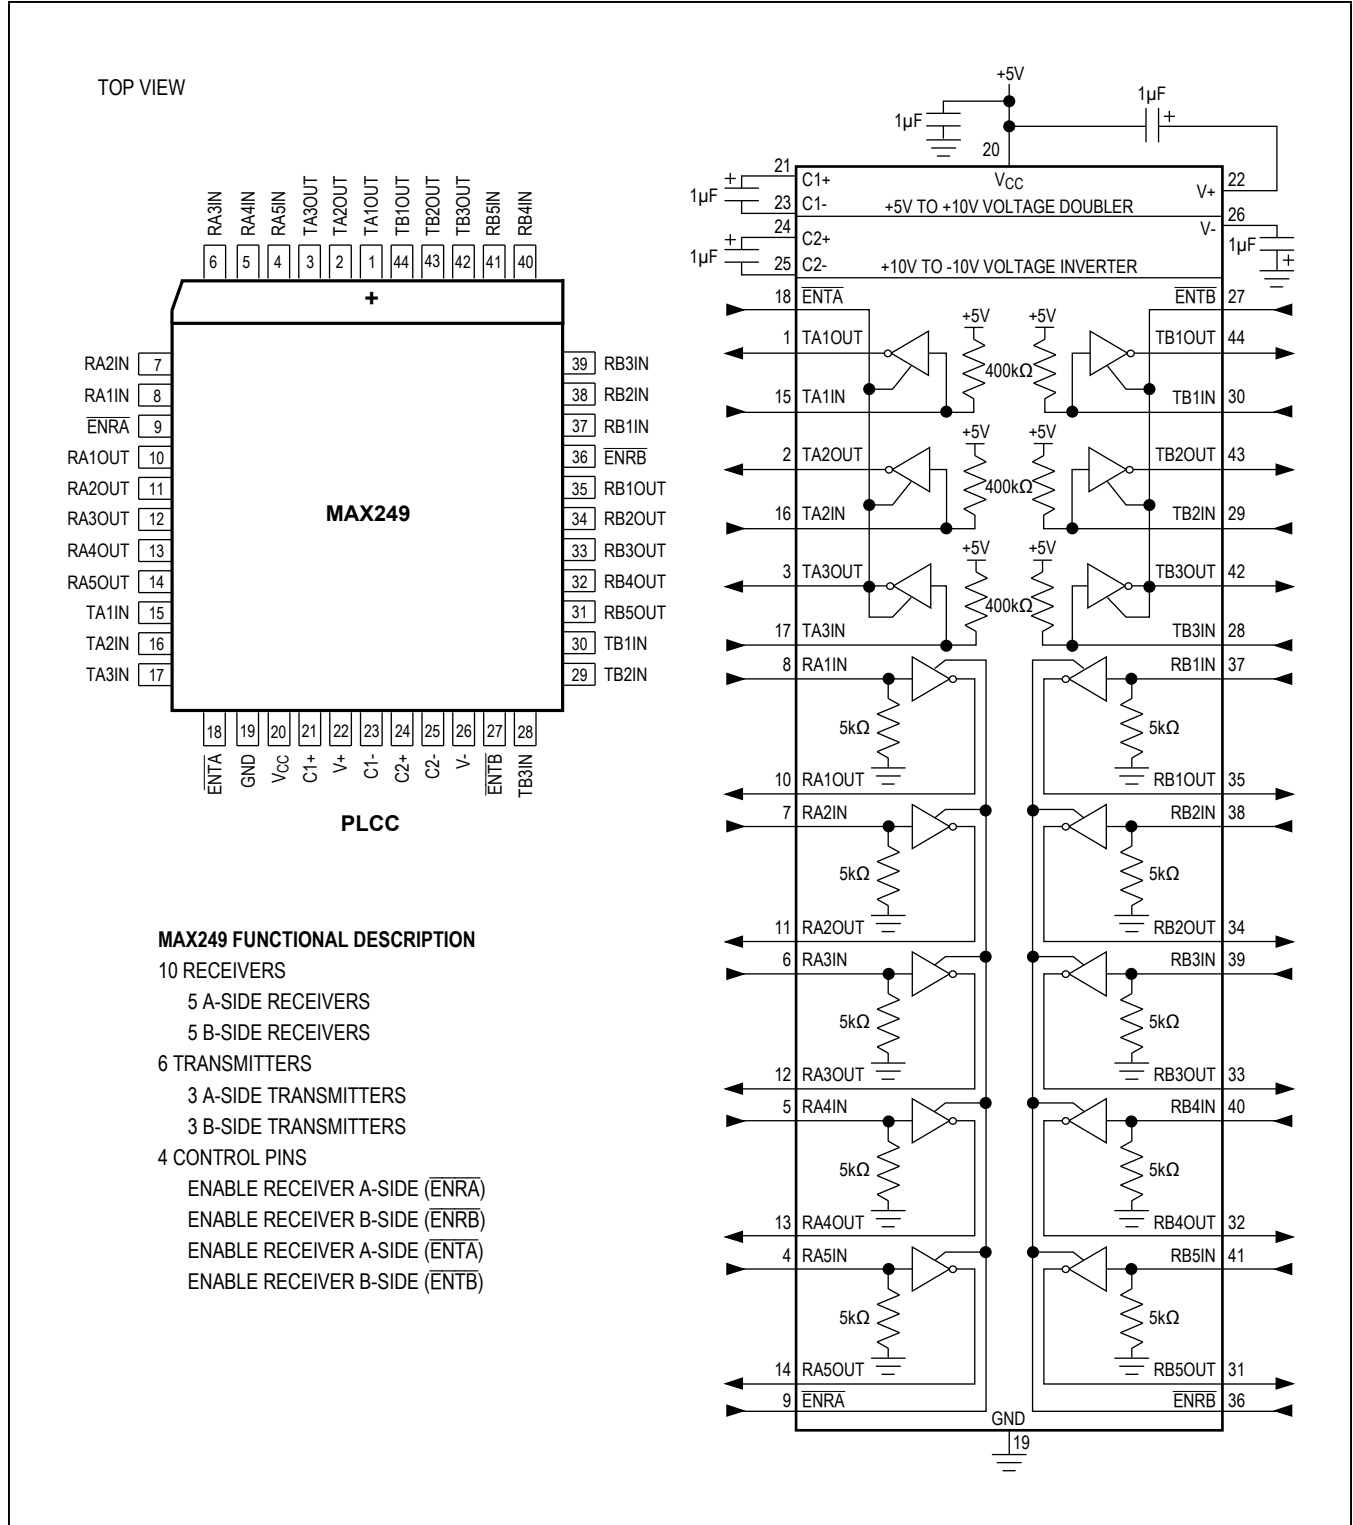 TOP VIEW
RA3IN
RA4IN
RA5IN
TA3OUT
TA2OUT
TA1OUT
TB1OUT
TB2OUT
TB3OUT
RB5IN
RB4IN
6 5 4 3 2 1 44 43 42 41 40
+
RA2IN 7
RA1IN 8
ENRA 9
RA1OUT 10
RA2OUT 11
RA3OUT 12
RA4OUT 13
RA5OUT 14
TA1IN 15
TA2IN 16
TA3IN 17
MAX249
39 RB3IN
38 RB2IN
37 RB1IN
36 ENRB
35 RB1OUT
34 RB2OUT
33 RB3OUT
32 RB4OUT
31 RB5OUT
30 TB1IN
29 TB2IN
18 19 20 21 22 23 24 25 26 27 28
ENTA
GND
VCC
C1+
V+
C1-
C2+
C2-
V-
ENTB
TB3IN
PLCC
MAX249 FUNCTIONAL DESCRIPTION
10 RECEIVERS
5 A-SIDE RECEIVERS
5 B-SIDE RECEIVERS
6 TRANSMITTERS
3 A-SIDE TRANSMITTERS
3 B-SIDE TRANSMITTERS
4 CONTROL PINS
ENABLE RECEIVER A-SIDE (ENRA)
ENABLE RECEIVER B-SIDE (ENRB)
ENABLE RECEIVER A-SIDE (ENTA)
ENABLE RECEIVER B-SIDE (ENTB)
+5V
1µF
1µF
+
20
21 C1+ VCC V+ 22
+
1µF
23 C1- +5V TO +10V VOLTAGE DOUBLER
26 V-
24 C2+
+
1µF
1µF
+
25 C2- +10V TO -10V VOLTAGE INVERTER
18 ENTA ENTB 27
+5V +5V
1 TA1OUT TB1OUT 44
400kΩ
15 TA1IN TB1IN 30
+5V +5V
2 TA2OUT TB2OUT 43
400kΩ
16 TA2IN TB2IN 29
+5V +5V
3 TA3OUT TB3OUT 42
400kΩ
17 TA3IN TB3IN 28
8 RA1IN RB1IN 37
5kΩ 5kΩ
10 RA1OUT RB1OUT 35
7 RA2IN RB2IN 38
5kΩ 5kΩ
11 RA2OUT RB2OUT 34
6 RA3IN RB3IN 39
5kΩ 5kΩ
12 RA3OUT RB3OUT 33
5 RA4IN RB4IN 40
5kΩ 5kΩ
13 RA4OUT RB4OUT 32
4 RA5IN RB5IN 41
5kΩ 5kΩ
14 RA5OUT RB5OUT 31
9 ENRA ENRB 36
GND
19